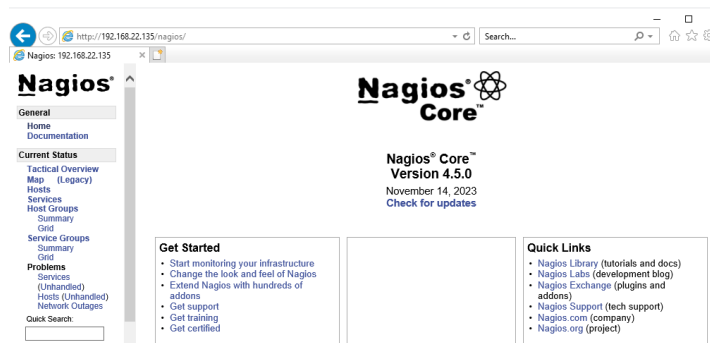 http://192.168.22.135/nagios/
Search...
Nagios: 192.168.22.135
Nagios®
General
Home
Documentation
Current Status
Tactical Overview
Map (Legacy)
Hosts
Services
Host Groups
Summary
Grid
Service Groups
Summary
Grid
Problems
Services
(Unhandled)
Hosts (Unhandled)
Network Outages
Quick Search:
Nagios®
Core™
Nagios® Core™
Version 4.5.0
November 14, 2023
Check for updates
Get Started
• Start monitoring your infrastructure
• Change the look and feel of Nagios
• Extend Nagios with hundreds of
addons
• Get support
• Get training
• Get certified
Quick Links
• Nagios Library (tutorials and docs)
• Nagios Labs (development blog)
• Nagios Exchange (plugins and
addons)
• Nagios Support (tech support)
• Nagios.com (company)
• Nagios.org (project)